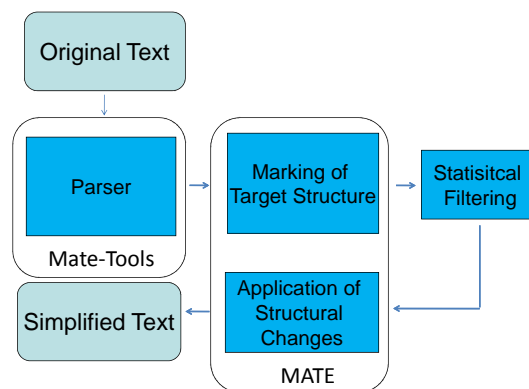 Original Text
Parser
Mate-Tools
Marking of
Target Structure
Statisitcal
Filtering
Application of
Structural
Changes
MATE
Simplified Text